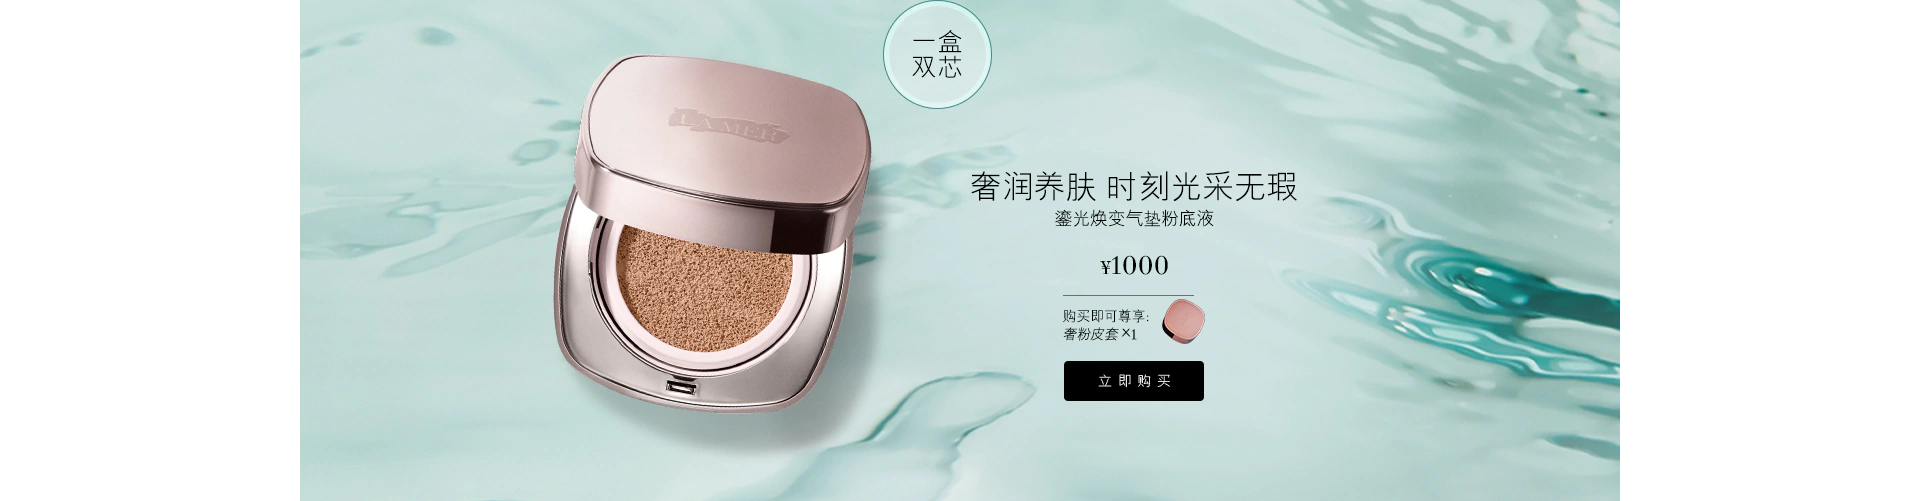 一盒
双芯
LA MER
奢润养肤 时刻光采无瑕
鎏光焕变气垫粉底液
¥1000
购买即可尊享:
奢粉皮套×1
立即购买